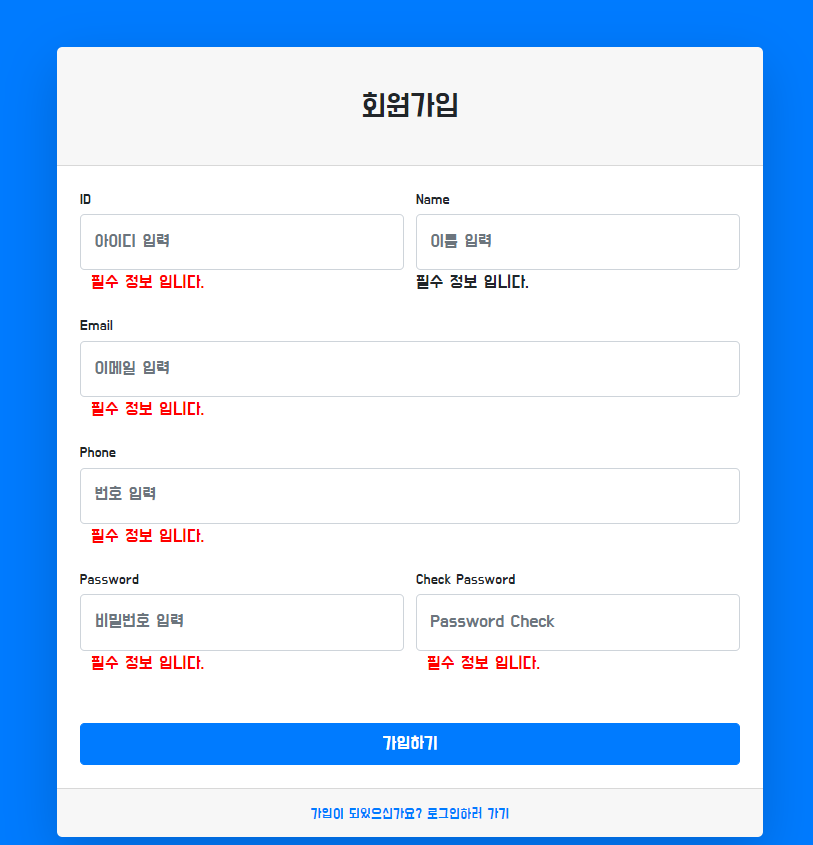 회원가입
ID
Name
아이디 입력
이름 입력
필수 정보 입니다.
필수 정보 입니다.
Email
이메일 입력
필수 정보 입니다.
Phone
번호 입력
필수 정보 입니다.
Password
Check Password
비밀번호 입력
Password Check
필수 정보 입니다.
필수 정보 입니다.
가입하기
가입이 되있으신가요? 로그인하러 가기